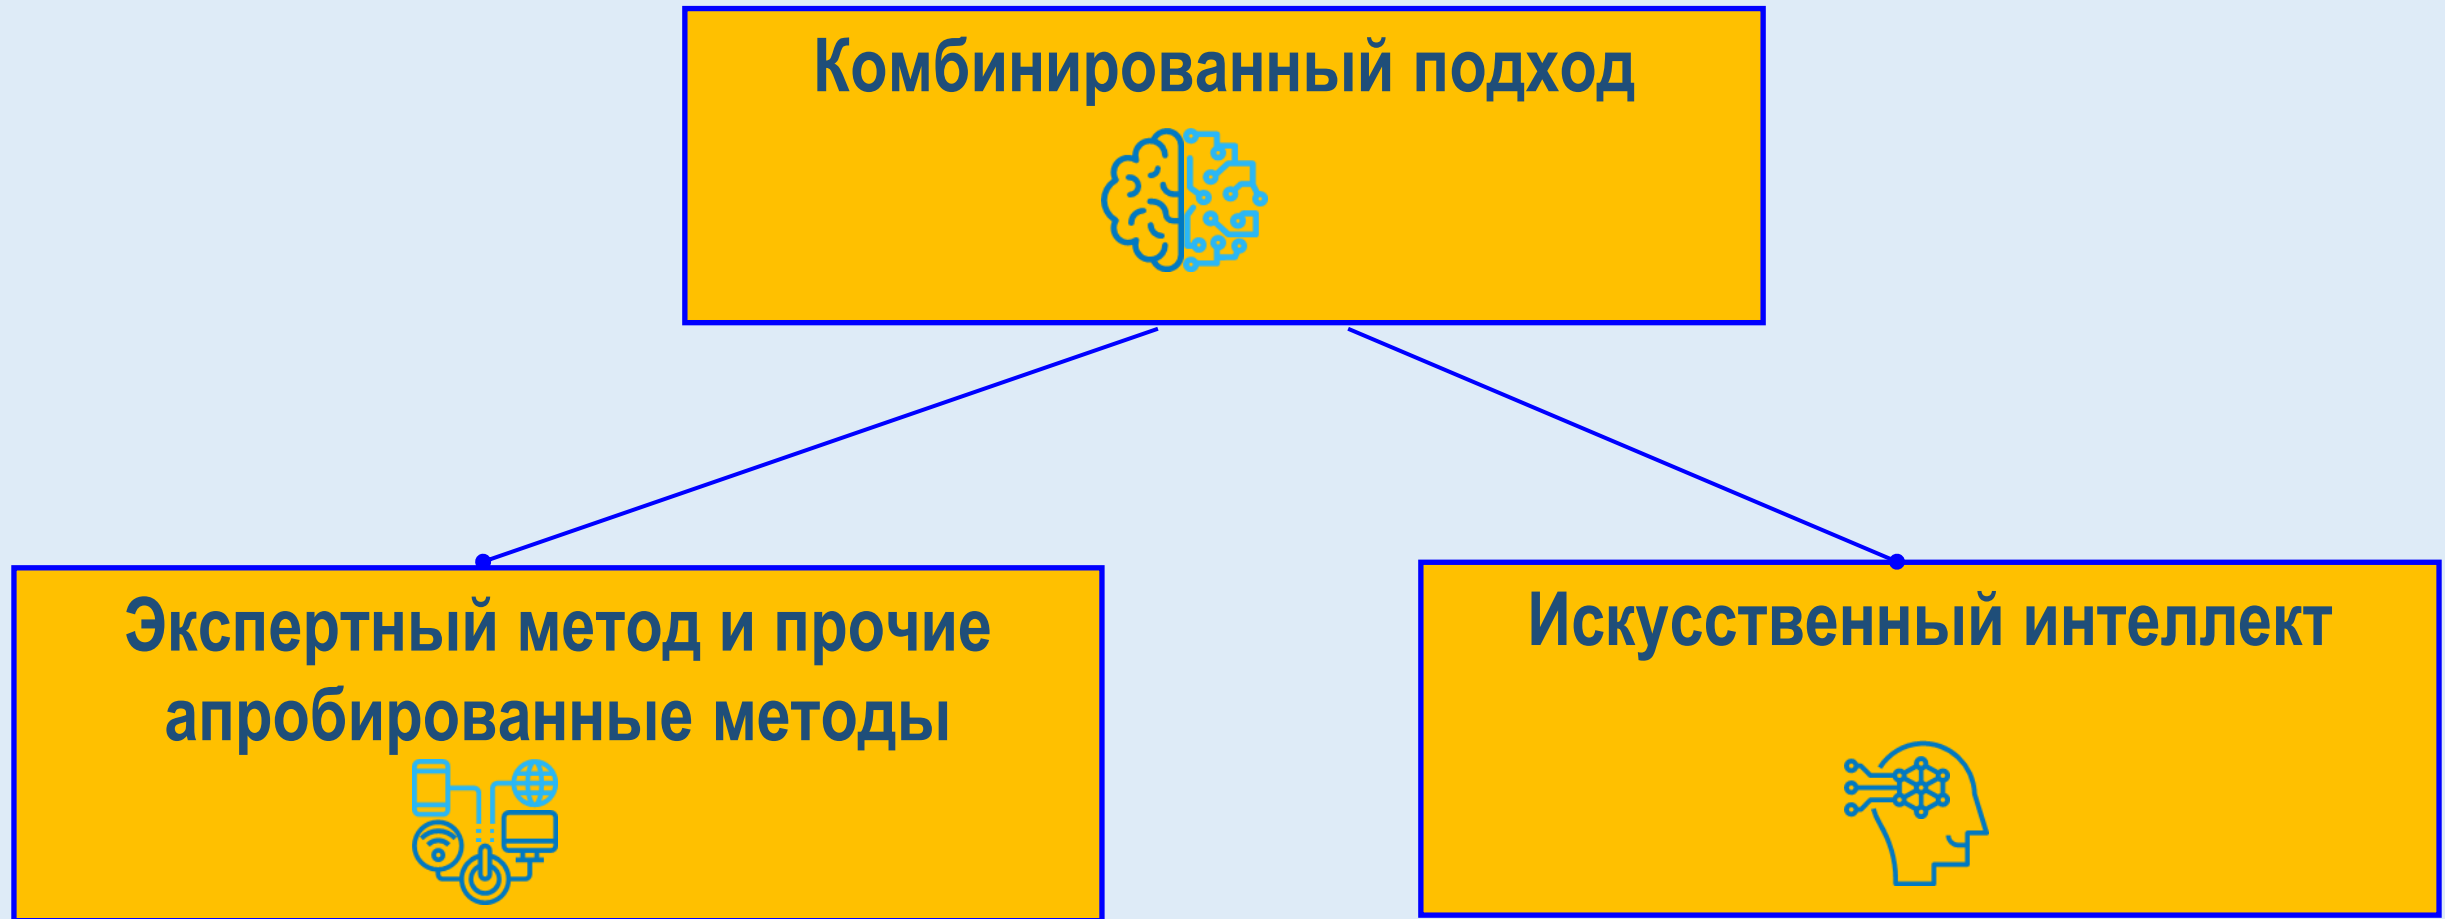 Комбинированный подход
Экспертный метод и прочие
апробированные методы
Искусственный интеллект